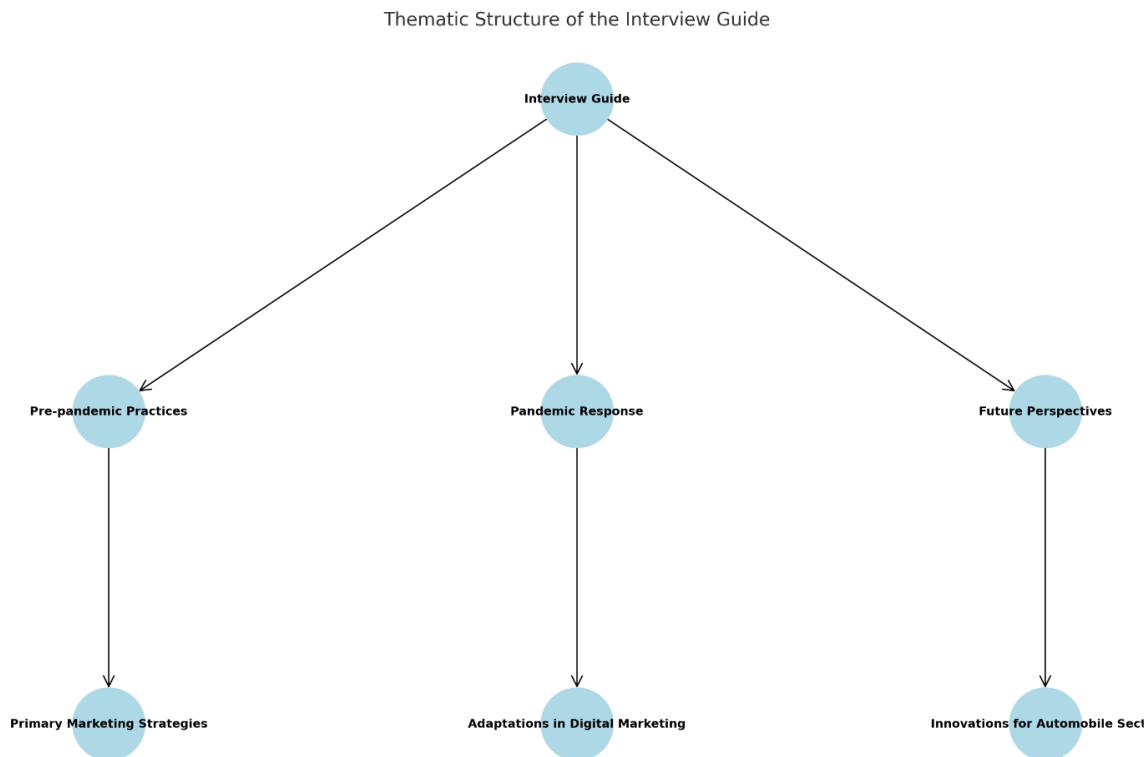 Thematic Structure of the Interview Guide
Interview Guide
Pre-pandemic Practices
Pandemic Response
Future Perspectives
Primary Marketing Strategies
Adaptations in Digital Marketing
Innovations for Automobile Sect